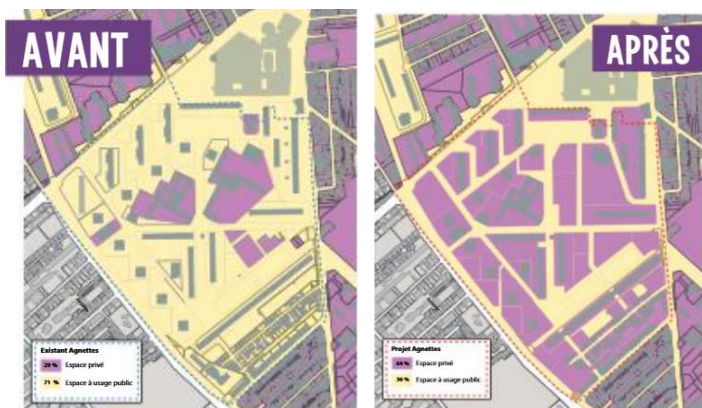 AVANT
Existant Agnettes
29 % Espace privé
71 % Espace à usage public
APRÈS
Projet Agnettes
64 % Espace privé
36 % Espace à usage public